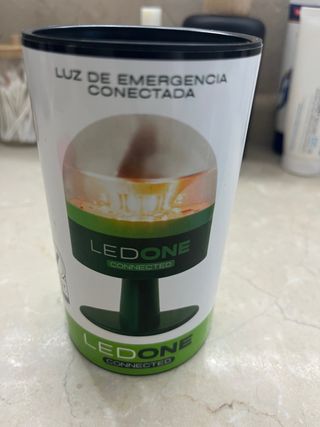 LUZ DE EMERGENCIA
CONECTADA
LEDONE
CONNECTED
LEDONE
CONNECTED